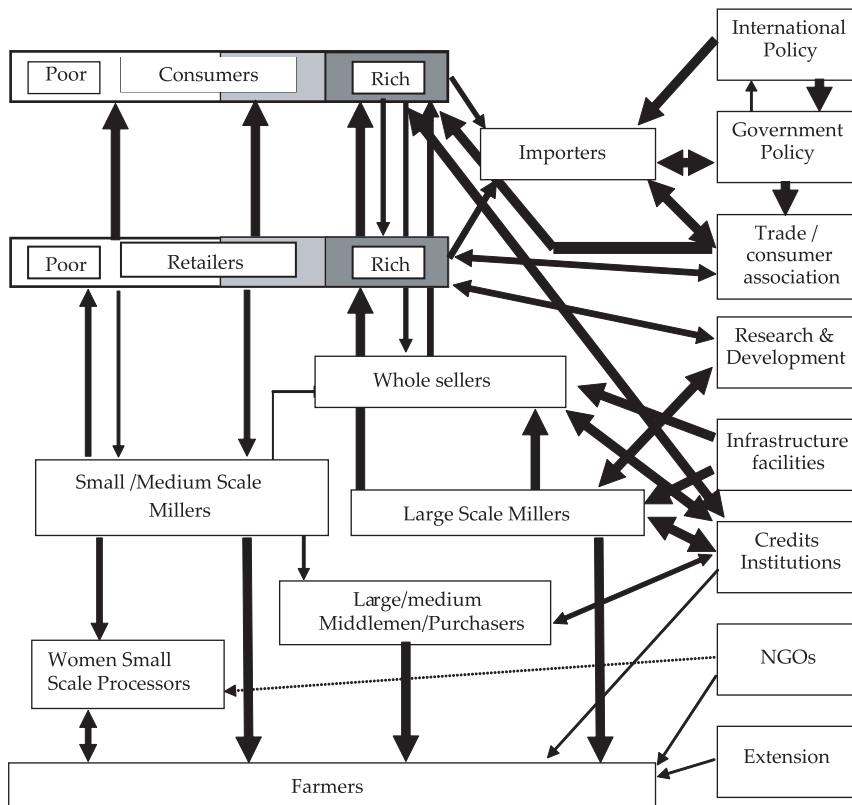 International
Policy
Poor
Consumers
Rich
Importers
Government
Policy
Poor
Retailers
Rich
Trade /
consumer
association
Research &
Development
Whole sellers
Infrastructure
facilities
Small /Medium Scale
Millers
Large Scale Millers
Credits
Institutions
Large/medium
Middlemen/Purchasers
Women Small
Scale Processors
NGOs
Extension
Farmers